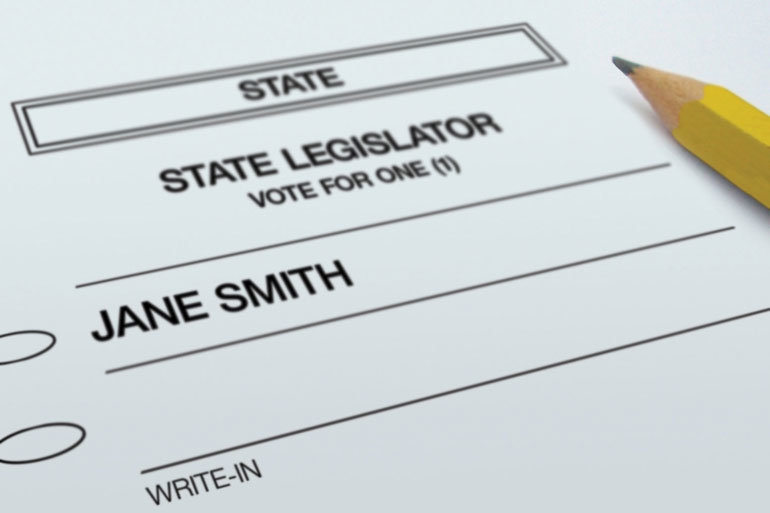 STATE
STATE LEGISLATOR
VOTE FOR ONE (1)
JANE SMITH
WRITE-IN